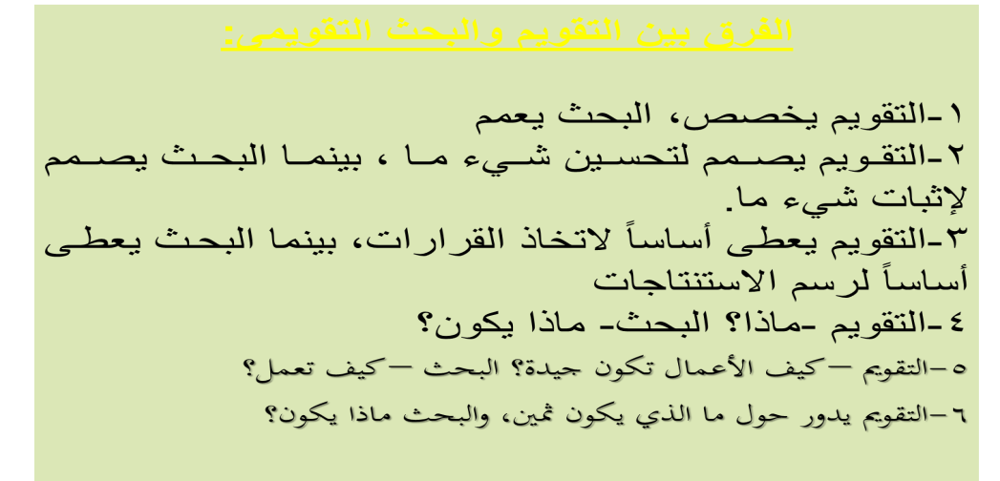 الفرق بين التقويم والبحث التقويمى:
١-التقويم يخصص، البحث يعمم
٢-التقويم يصمم لتحسين شيء ما ، بينما البحث يصمم
لإثبات شيء ما.
٣-التقويم يعطى أساساً لاتخاذ القرارات، بينما البحث يعطى
أساساً لرسم الاستنتاجات
٤-التقويم -ماذا؟ البحث- ماذا يكون؟
٥–التقويم –كيف الأعمال تكون جيدة؟ البحث –كيف تعمل؟
٦–التقويم يدور حول ما الذي يكون ثمين، والبحث ماذا يكون؟